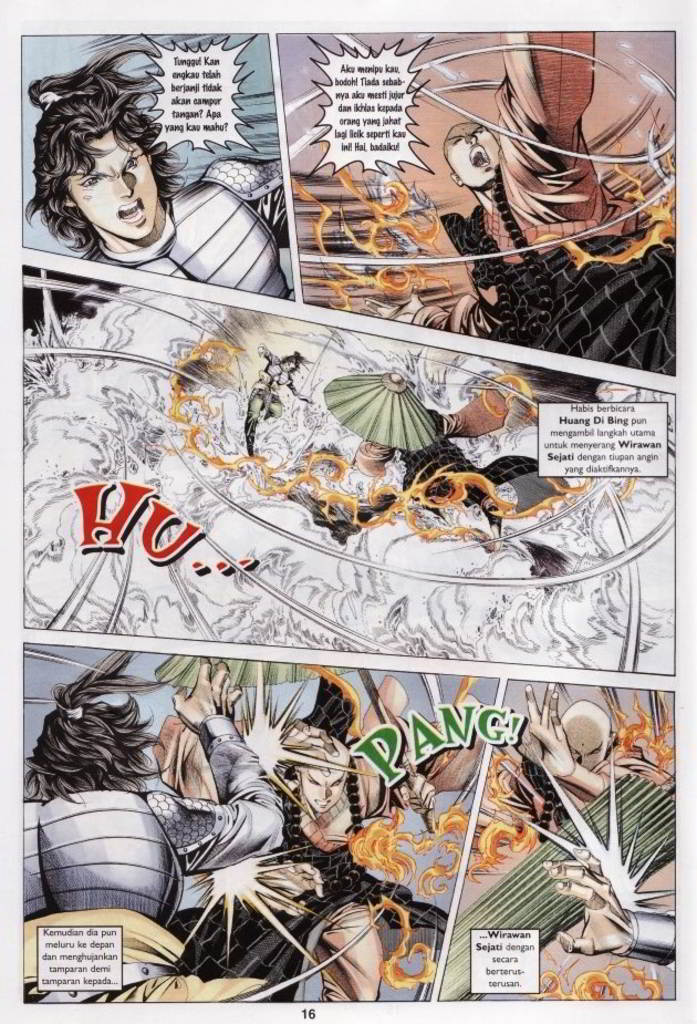 Tunggu! Kan
engkau telah
berjanji tidak
akan campur
tangan? Apa
yang kau mahu?
Aku menipu kau,
bodoh! Tiada sebab-
nya aku mesti jujur
dan ikhlas kepada
orang yang jahat
lagi licik seperti kau
ini! Hai, badaiku!
Habis berbicara
Huang Di Bing pun
mengambil langkah utama
untuk menyerang Wirawan
Sejati dengan tiupan angin
yang diaktifkannya.
HU...
PANG!
Kemudian dia pun
meluru ke depan
dan menghujankan
tamparan demi
tamparan kepada...
...Wirawan
Sejati dengan
secara
berterus-
terusan.
16